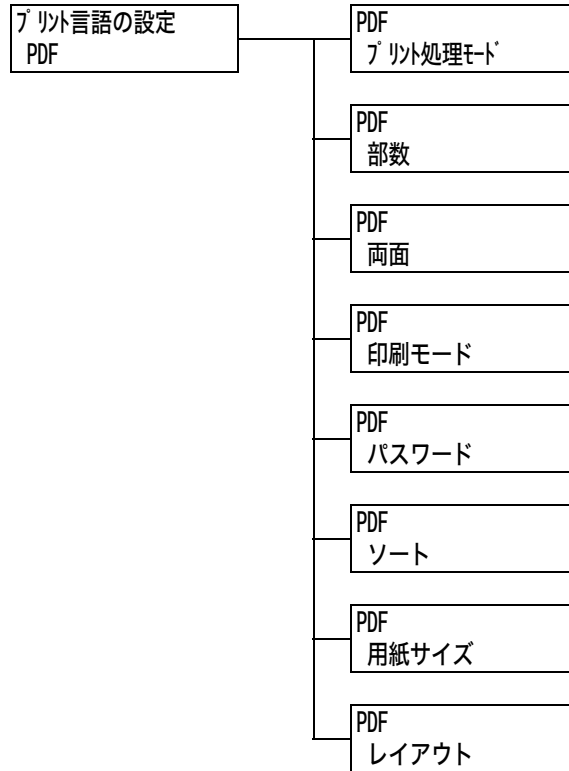 プリント言語の設定
PDF
PDF
プリント処理モード
PDF
部数
PDF
両面
PDF
印刷モード
PDF
パスワード
PDF
ソート
PDF
用紙サイズ
PDF
レイアウト